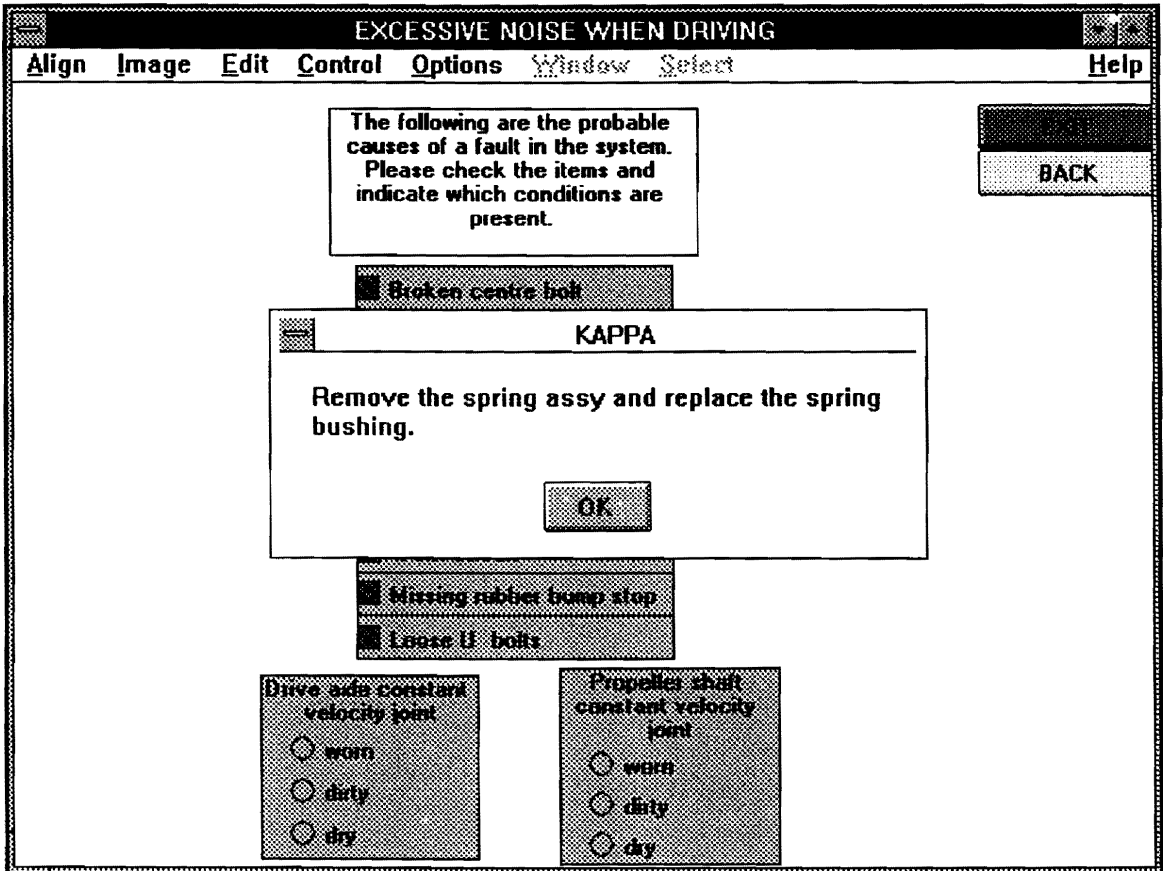 EXCESSIVE NOISE WHEN DRIVING
Align Image Edit Control Options Window Select Help
The following are the probable
causes of a fault in the system.
Please check the items and
indicate which conditions are
present.
EXIT
BACK
Broken centre bolt
KAPPA
Remove the spring assy and replace the spring
bushing.
OK
Missing rubber bump stop
Loose U bolts
Drive axle constant
velocity joint
worn
dirty
dry
Propeller shaft
constant velocity
joint
worn
dirty
dry